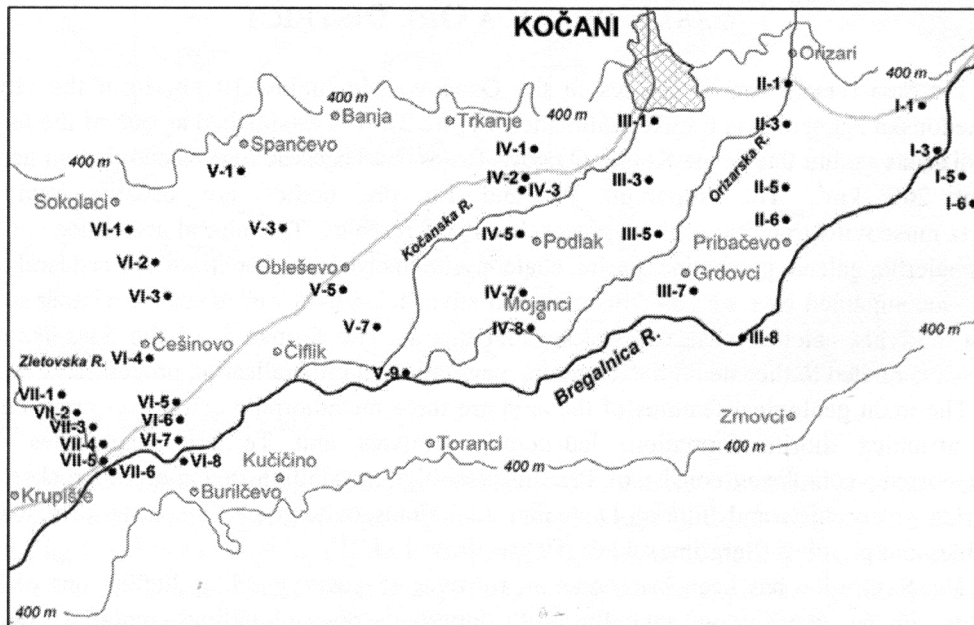 KOČANI
Orizari
400 m
400 m
II-1
I-1
Banja
Trkanje
III-1
II-3
400 m
Spančevo
IV-1
I-3
V-1
IV-2
III-3
Orizarska R.
II-5
I-5
IV-3
Sokolaci
I-6
VI-1
V-3
Kočanska R.
IV-5
Podlak
III-5
II-6
Pribačevo
VI-2
Obleševo
Grdovci
VI-3
V-5
IV-7
III-7
Mojanci
V-7
IV-8
III-8
Češinovo
Čiflik
Zletovska R.
VI-4
V-9
Bregalnica R.
VII-1
VI-5
VII-2
VI-6
Zrnovci
VII-3
VII-4
VI-7
Toranci
VII-5
VI-8
Kučičino
VII-6
400 m
400 m
Krupište
Burilčevo
400 m
400 m